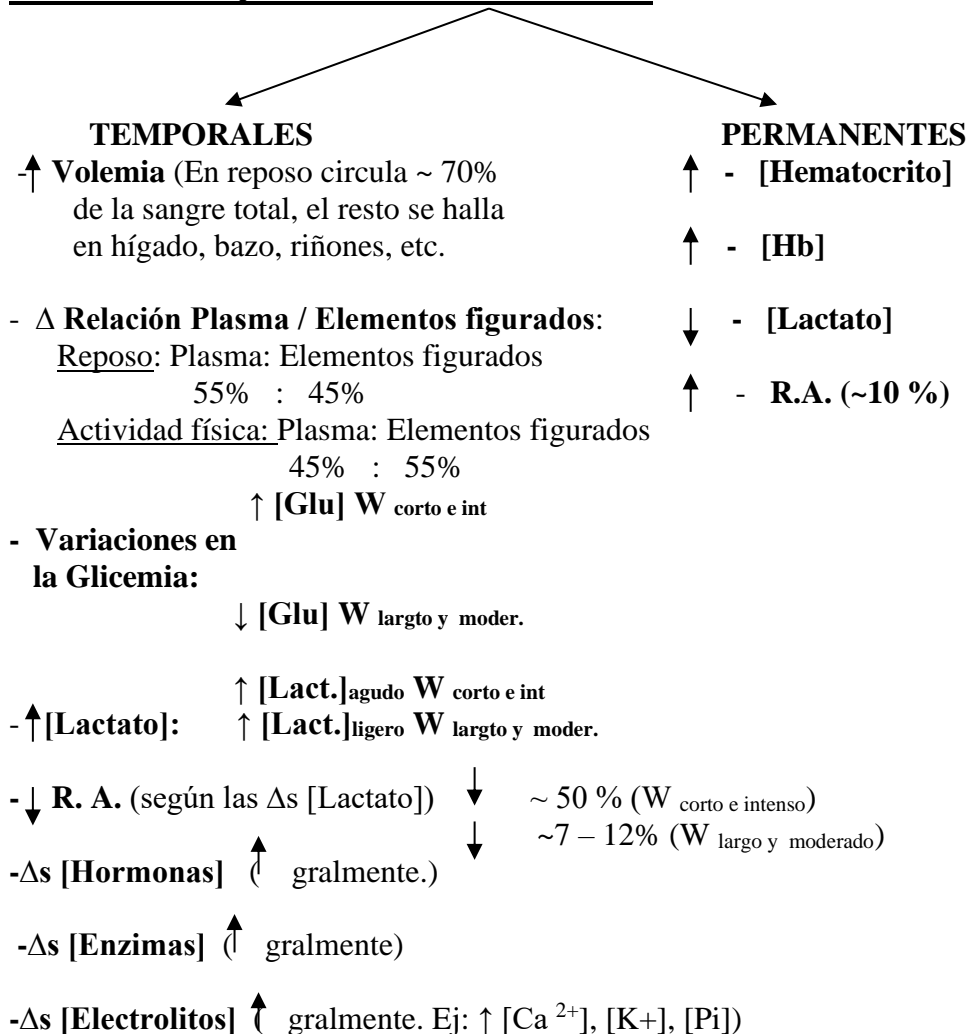 TEMPORALES
-↑ Volemia (En reposo circula ~ 70%
de la sangre total, el resto se halla
en hígado, bazo, riñones, etc.
- Δ Relación Plasma / Elementos figurados:
Reposo: Plasma: Elementos figurados
55% : 45%
Actividad física: Plasma: Elementos figurados
45% : 55%
↑ [Glu] W corto e int
- Variaciones en
la Glicemia:
↓ [Glu] W largto y moder.
↑ [Lact.]agudo W corto e int
-↑[Lactato]: ↑ [Lact.]ligero W largto y moder.
-↓ R. A. (según las Δs [Lactato]) ↓ ~ 50 % (W corto e intenso)
↓ ~7 – 12% (W largo y moderado)
-Δs [Hormonas] (↑ gralmente.)
-Δs [Enzimas] (↑ gralmente)
-Δs [Electrolitos] (↑ gralmente. Ej: ↑ [Ca 2+], [K+], [Pi])
PERMANENTES
↑ - [Hematocrito]
↑ - [Hb]
↓ - [Lactato]
↑ - R.A. (~10 %)